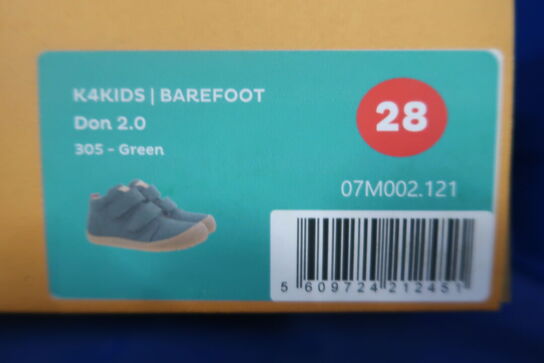 K4KIDS | BAREFOOT
Don 2.0
305 - Green
28
07M002.121
5 609724 212451